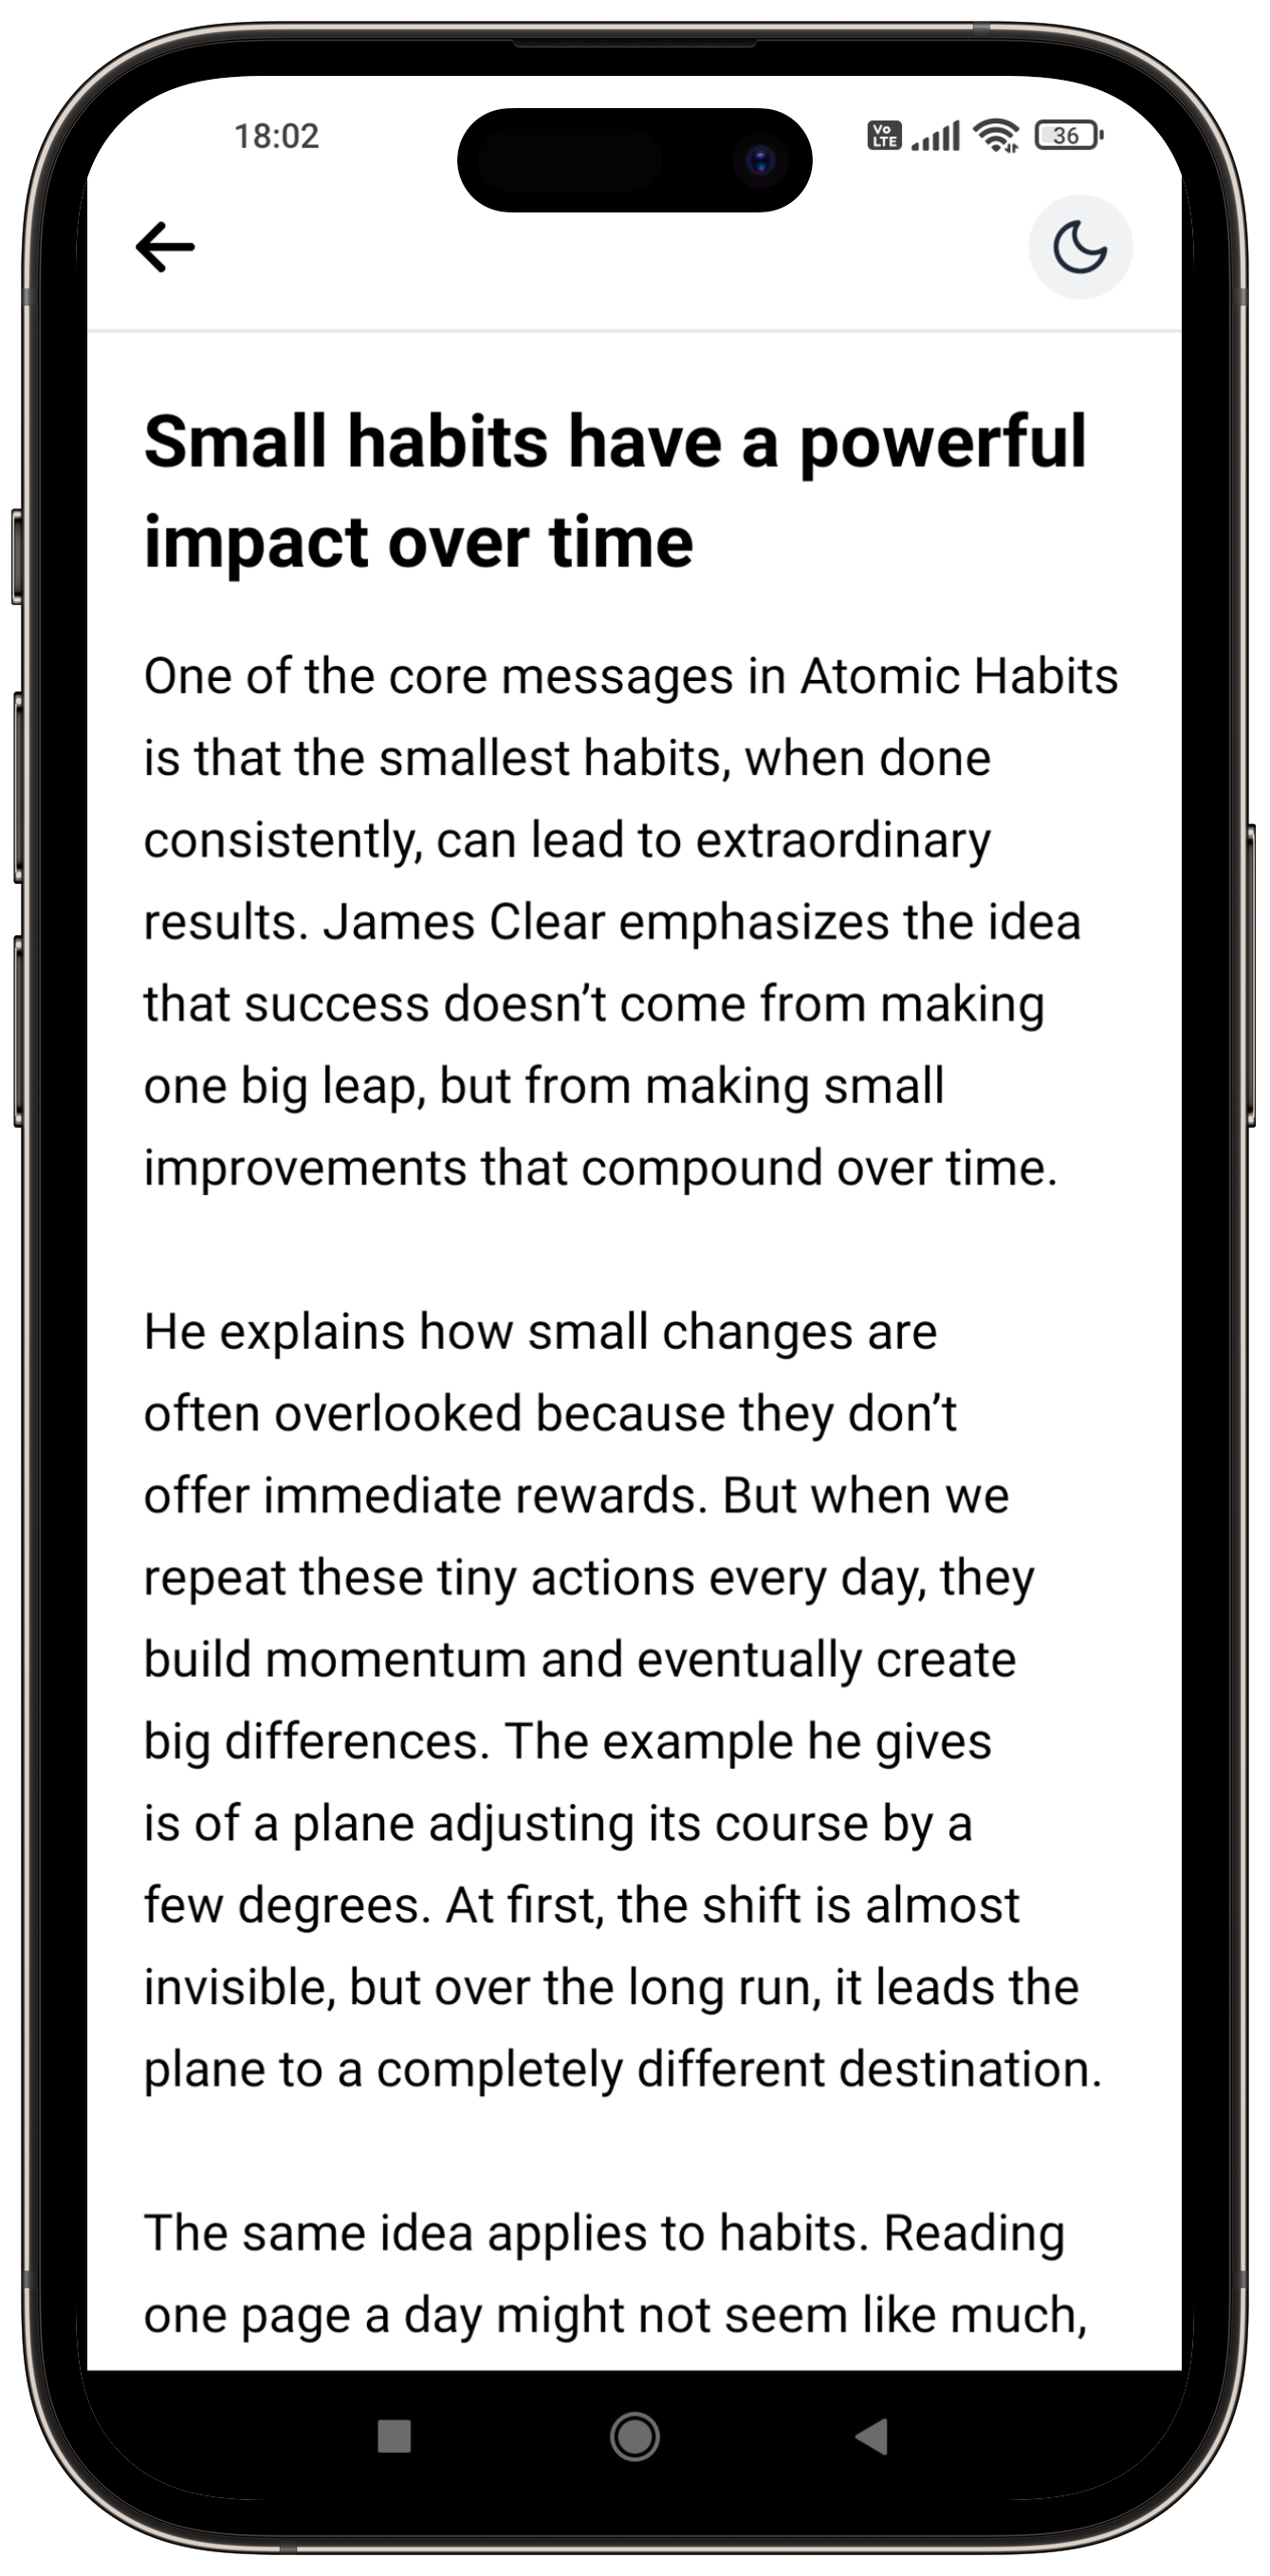 18:02
Vo
LTE
36
Small habits have a powerful
impact over time
One of the core messages in Atomic Habits
is that the smallest habits, when done
consistently, can lead to extraordinary
results. James Clear emphasizes the idea
that success doesn’t come from making
one big leap, but from making small
improvements that compound over time.
He explains how small changes are
often overlooked because they don’t
offer immediate rewards. But when we
repeat these tiny actions every day, they
build momentum and eventually create
big differences. The example he gives
is of a plane adjusting its course by a
few degrees. At first, the shift is almost
invisible, but over the long run, it leads the
plane to a completely different destination.
The same idea applies to habits. Reading
one page a day might not seem like much,